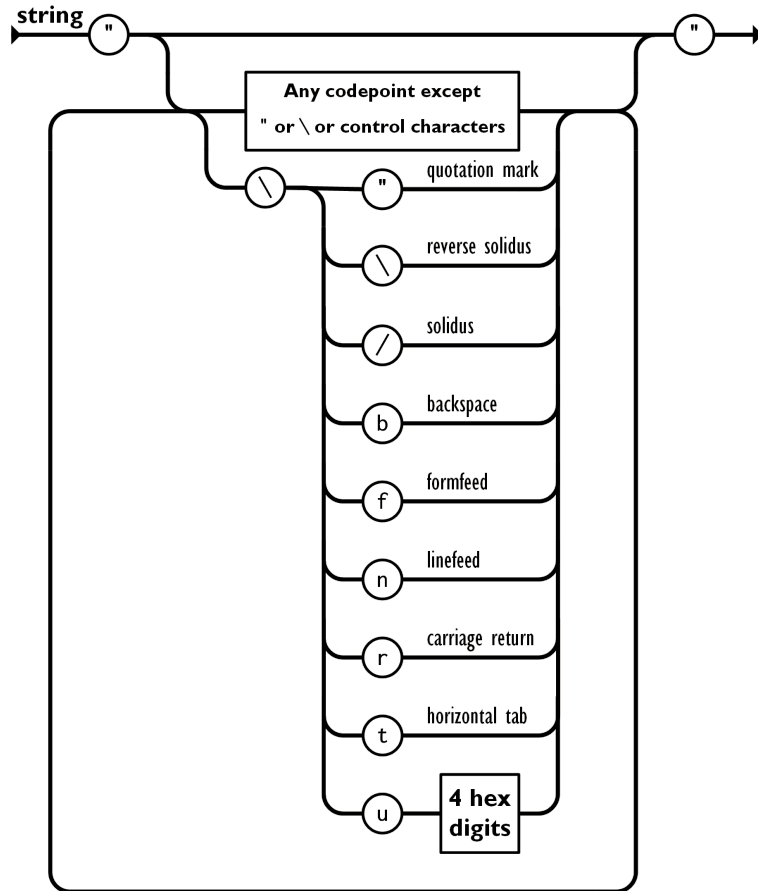 string
" "
Any codepoint except
" or \ or control characters
\ " quotation mark
\ reverse solidus
/ solidus
b backspace
f formfeed
n linefeed
r carriage return
t horizontal tab
u 4 hex
digits